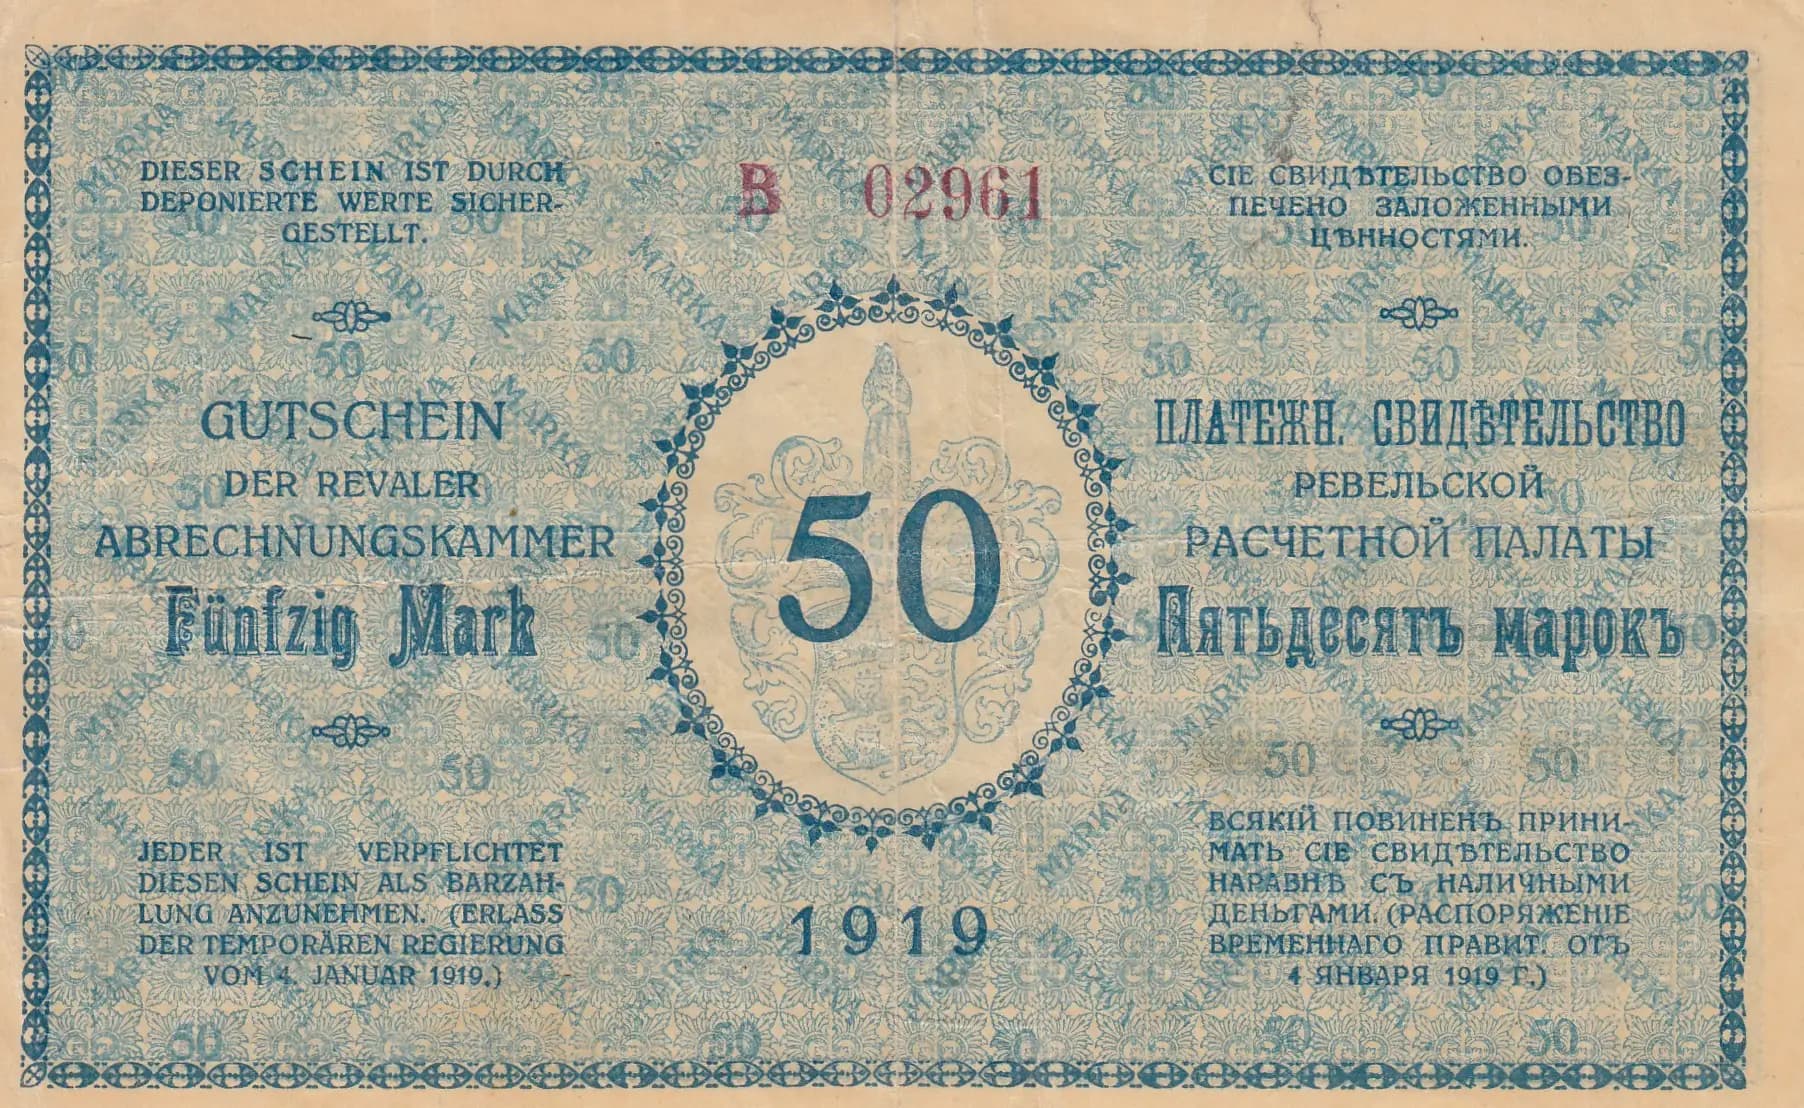 DIESER SCHEIN IST DURCH
DEPONIERTE WERTE SICHER-
GESTELLT.
GUTSCHEIN
DER REVALER
ABRECHNUNGSKAMMER
Fünfzig Mark
JEDER IST VERPFLICHTET
DIESEN SCHEIN ALS BARZAH-
LUNG ANZUNEHMEN. (ERLASS
DER TEMPORÄREN REGIERUNG
VOM 4. JANUAR 1919.)
B 02961
50
1919
СІЕ СВИДѢТЕЛЬСТВО ОБЕЗ-
ПЕЧЕНО ЗАЛОЖЕННЫМИ
ЦѢННОСТЯМИ.
ПЛАТЕЖН. СВИДѢТЕЛЬСТВО
РЕВЕЛЬСКОЙ
РАСЧЕТНОЙ ПАЛАТЫ
Пятьдесятъ марокъ
ВСЯКІЙ ПОВИНЕНЪ ПРИНИ-
МАТЬ СІЕ СВИДѢТЕЛЬСТВО
НАРАВНѢ СЪ НАЛИЧНЫМИ
ДЕНЬГАМИ. (РАСПОРЯЖЕНІЕ
ВРЕМЕННАГО ПРАВИТ. ОТЪ
4 ЯНВАРЯ 1919 Г.)
MARKA
50